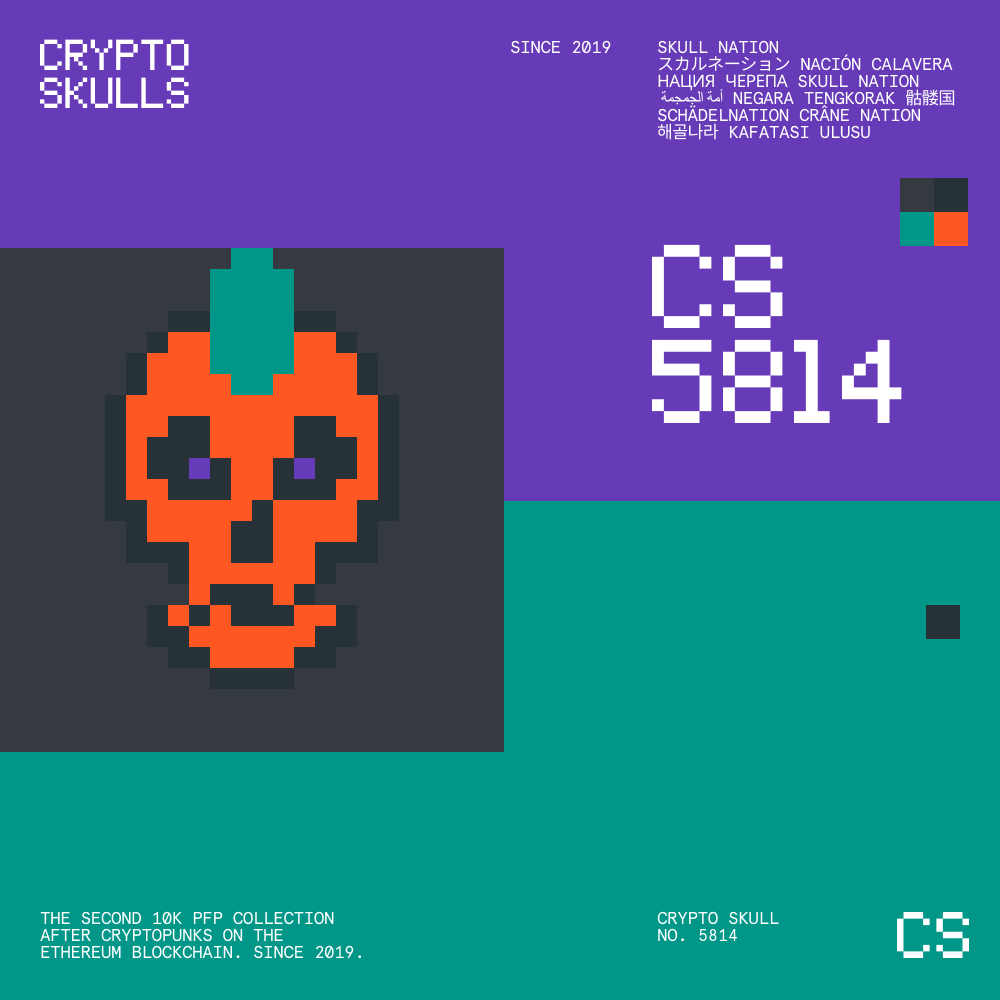 CRYPTO
SKULLS
SINCE 2019
SKULL NATION
スカルネーション NACIÓN CALAVERA
НАЦИЯ ЧЕРЕПА SKULL NATION
أمة الجمجمة NEGARA TENGKORAK 骷髅国
SCHÄDELNATION CRÂNE NATION
해골나라 KAFATASI ULUSU
CS
5814
THE SECOND 10K PFP COLLECTION
AFTER CRYPTOPUNKS ON THE
ETHEREUM BLOCKCHAIN. SINCE 2019.
CRYPTO SKULL
NO. 5814
CS